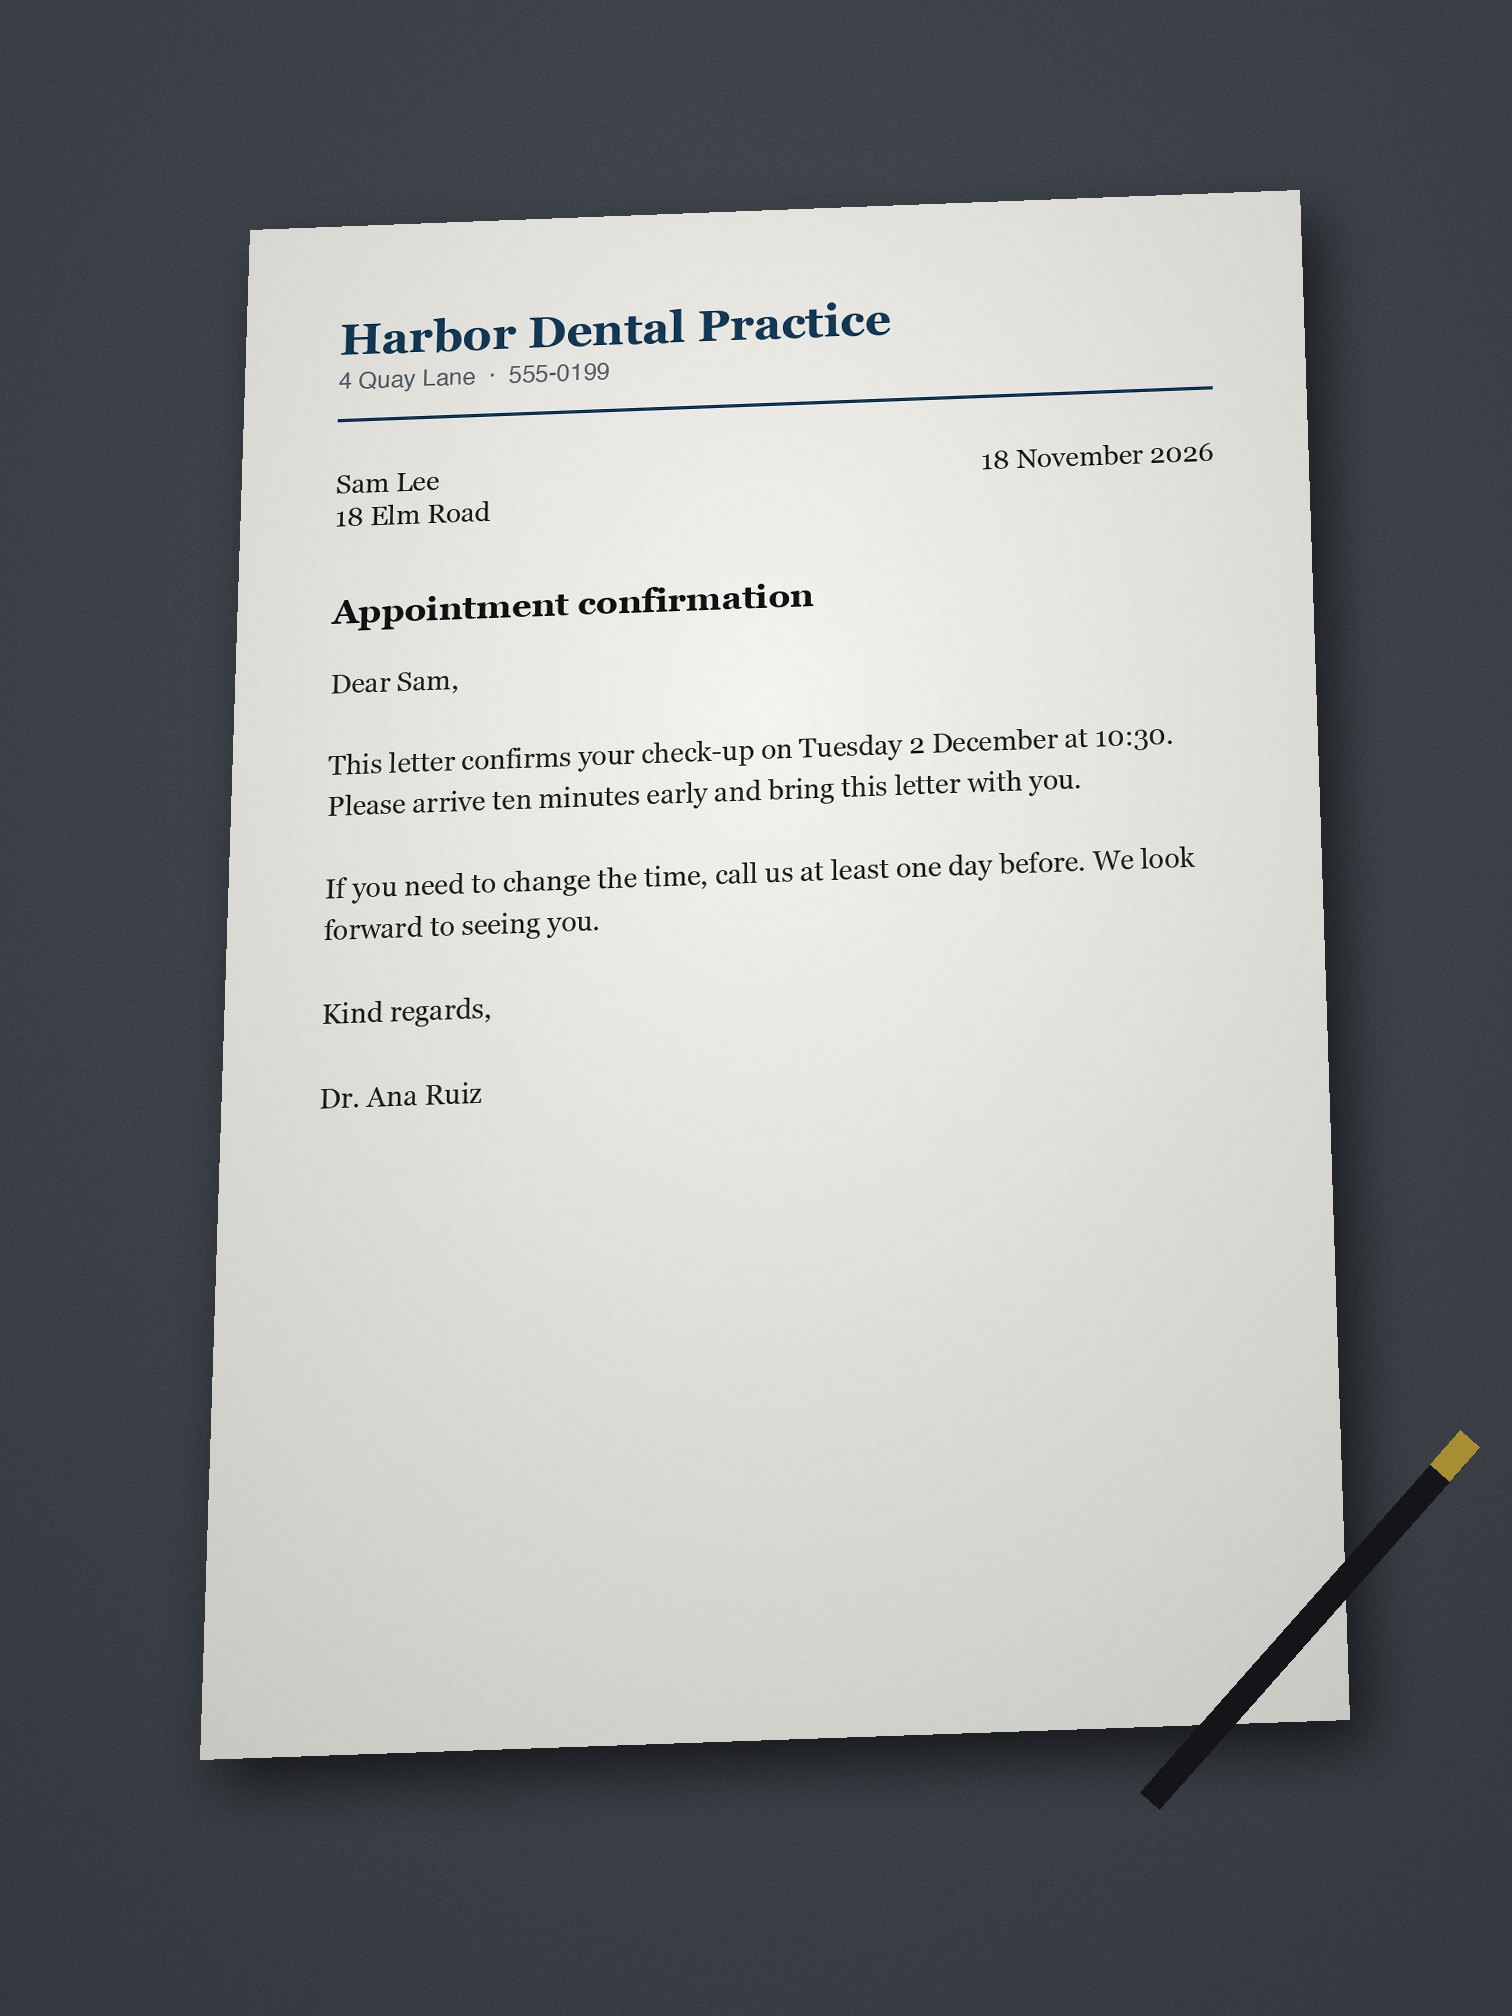 Harbor Dental Practice
4 Quay Lane · 555-0199
18 November 2026
Sam Lee
18 Elm Road
Appointment confirmation
Dear Sam,
This letter confirms your check-up on Tuesday 2 December at 10:30.
Please arrive ten minutes early and bring this letter with you.
If you need to change the time, call us at least one day before. We look
forward to seeing you.
Kind regards,
Dr. Ana Ruiz